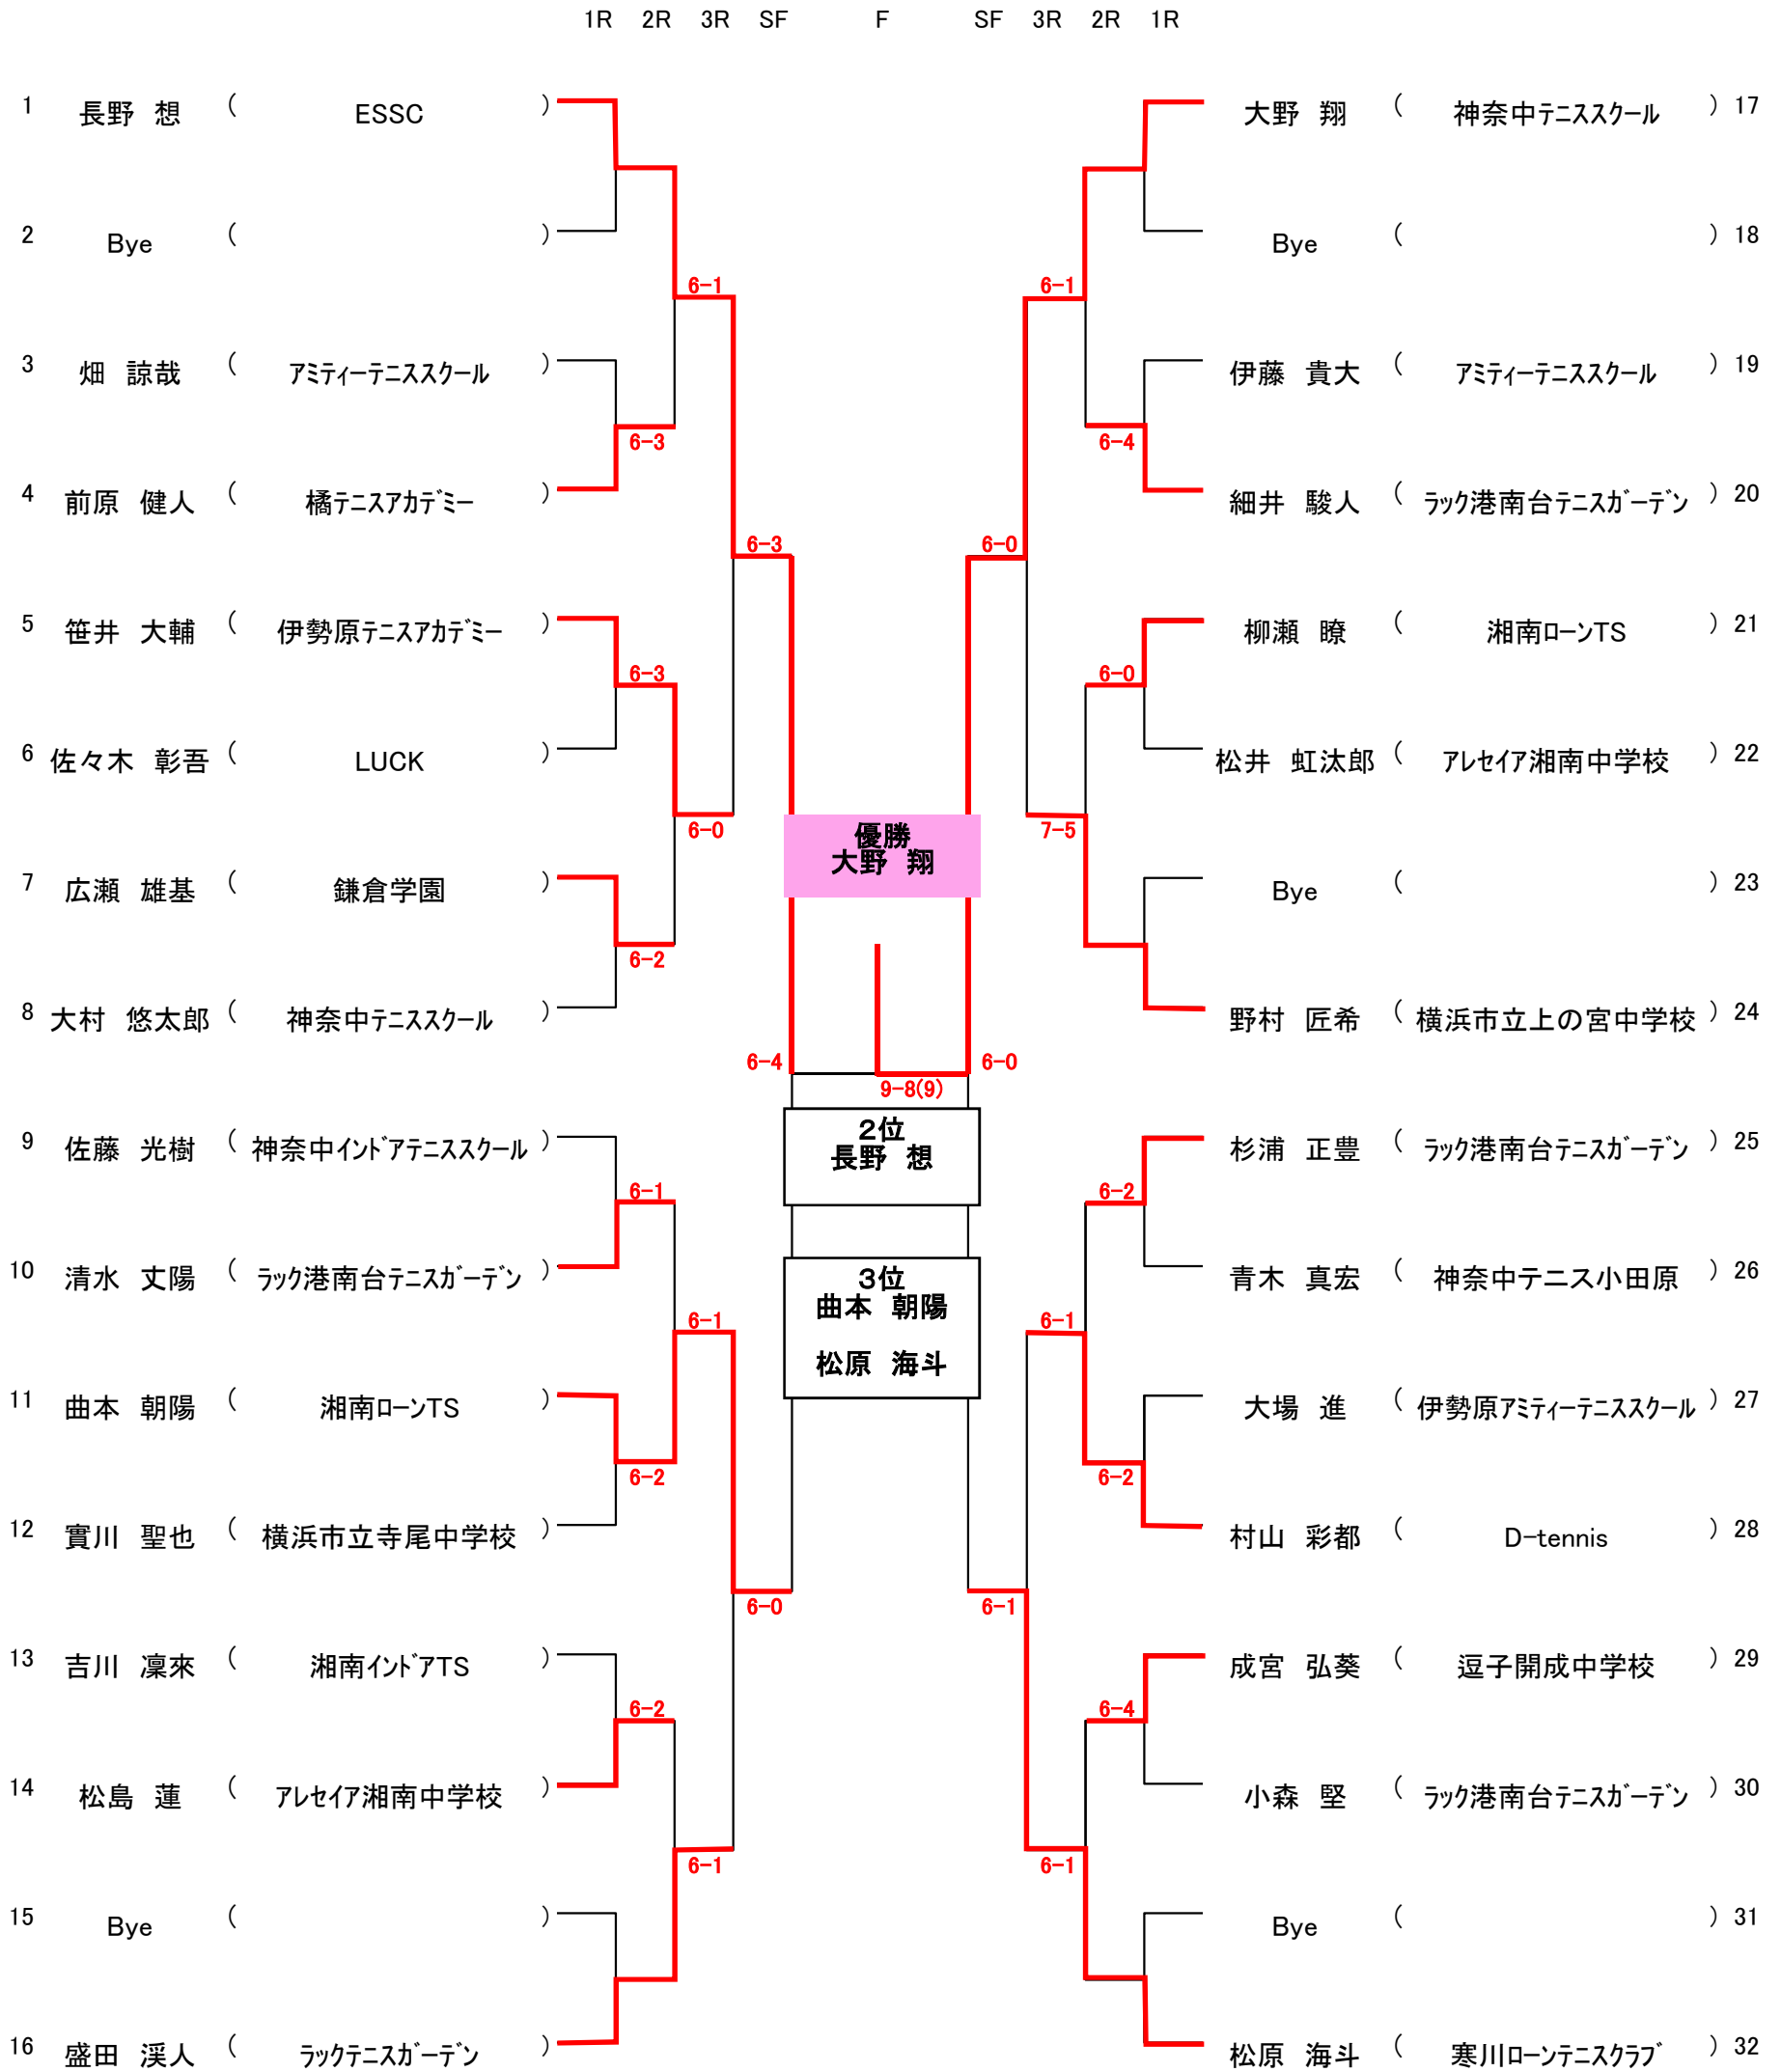 1R 2R 3R SF F SF 3R 2R 1R
1 長野 想 ( ESSC ) 大野 翔 ( 神奈中テニススクール ) 17
2 Bye ( ) Bye ( ) 18
6-1 6-1
3 畑 諒哉 ( アミティーテニススクール ) 伊藤 貴大 ( アミティーテニススクール ) 19
6-3 6-4
4 前原 健人 ( 橘テニスアカデミー ) 細井 駿人 ( ラック港南台テニスガーデン ) 20
6-3 6-0
5 笹井 大輔 ( 伊勢原テニスアカデミー ) 柳瀬 瞭 ( 湘南ローンTS ) 21
6-3 6-0
6 佐々木 彰吾 ( LUCK ) 松井 虹汰郎 ( アレセイア湘南中学校 ) 22
6-0 7-5
優勝
大野 翔
7 広瀬 雄基 ( 鎌倉学園 ) Bye ( ) 23
6-2
8 大村 悠太郎 ( 神奈中テニススクール ) 野村 匠希 ( 横浜市立上の宮中学校 ) 24
6-4 6-0
9-8(9)
2位
長野 想
9 佐藤 光樹 ( 神奈中インドアテニススクール ) 杉浦 正豊 ( ラック港南台テニスガーデン ) 25
6-1 6-2
10 清水 丈陽 ( ラック港南台テニスガーデン ) 青木 真宏 ( 神奈中テニス小田原 ) 26
3位
曲本 朝陽
松原 海斗
6-1 6-1
11 曲本 朝陽 ( 湘南ローンTS ) 大場 進 ( 伊勢原アミティーテニススクール ) 27
6-2 6-2
12 實川 聖也 ( 横浜市立寺尾中学校 ) 村山 彩都 ( D-tennis ) 28
6-0 6-1
13 吉川 凜來 ( 湘南インドアTS ) 成宮 弘葵 ( 逗子開成中学校 ) 29
6-2 6-4
14 松島 蓮 ( アレセイア湘南中学校 ) 小森 堅 ( ラック港南台テニスガーデン ) 30
6-1 6-1
15 Bye ( ) Bye ( ) 31
16 盛田 渓人 ( ラックテニスガーデン ) 松原 海斗 ( 寒川ローンテニスクラブ ) 32